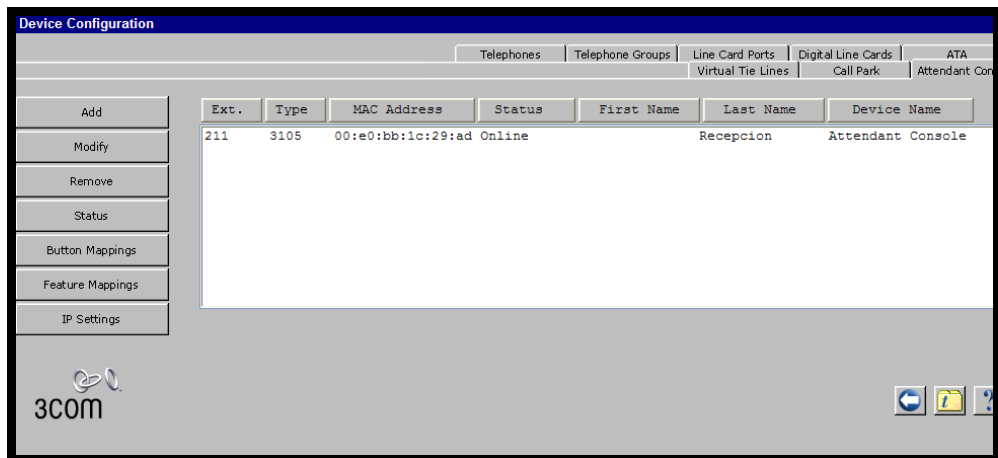 Device Configuration
Telephones Telephone Groups Line Card Ports Digital Line Cards ATA
Virtual Tie Lines Call Park Attendant Con
Add
Modify
Remove
Status
Button Mappings
Feature Mappings
IP Settings
Ext. Type MAC Address Status First Name Last Name Device Name
211 3105 00:e0:bb:1c:29:ad Online Recepcion Attendant Console
3com
t ?